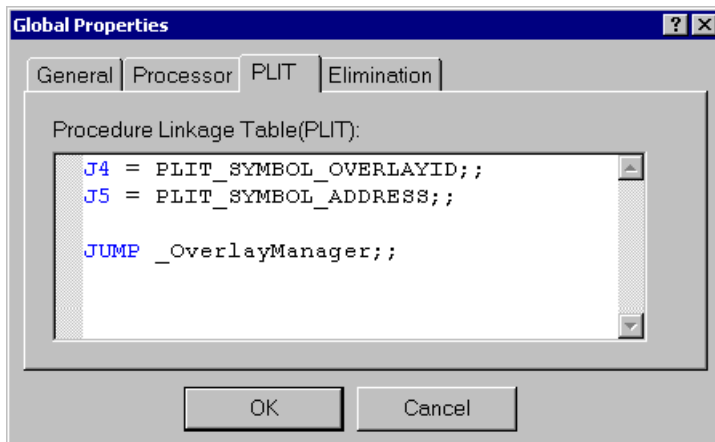 Global Properties
General Processor PLIT Elimination
Procedure Linkage Table(PLIT):
J4 = PLIT_SYMBOL_OVERLAYID;;
J5 = PLIT_SYMBOL_ADDRESS;;
JUMP _OverlayManager;;
OK Cancel